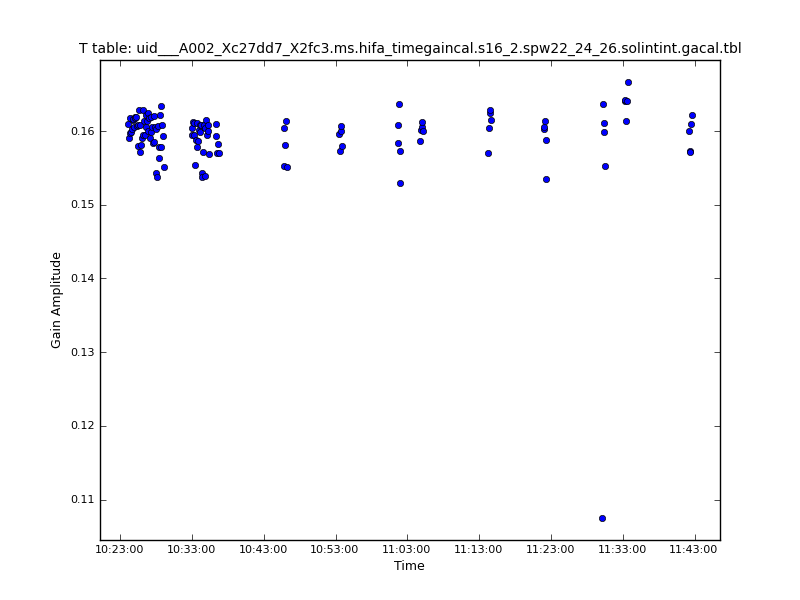 T table: uid___A002_Xc27dd7_X2fc3.ms.hifa_timegaincal.s16_2.spw22_24_26.solintint.gacal.tbl
Gain Amplitude
0.16
0.15
0.14
0.13
0.12
0.11
10:23:00 10:33:00 10:43:00 10:53:00 11:03:00 11:13:00 11:23:00 11:33:00 11:43:00
Time